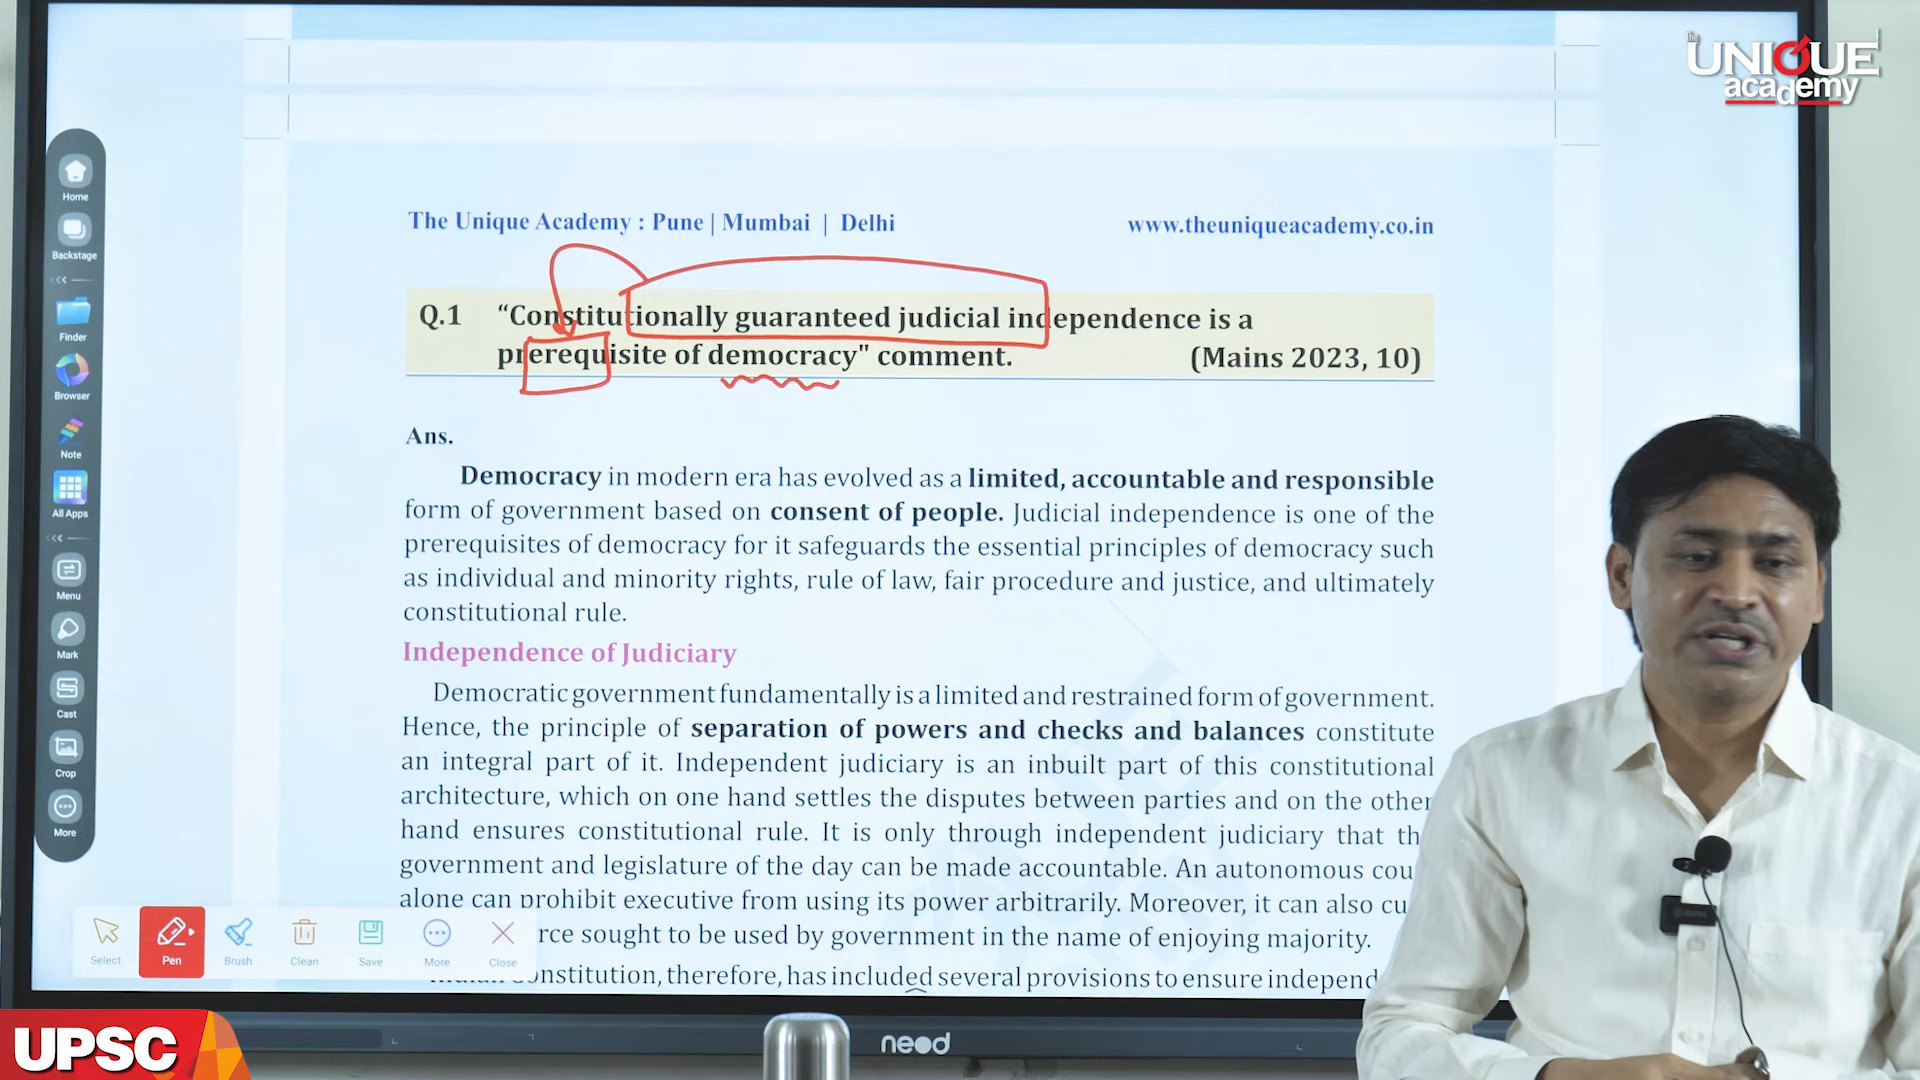 The UNIQUE
academy
Home
Backstage
Finder
Browser
Note
All Apps
Menu
Mark
Cast
Crop
More
The Unique Academy : Pune | Mumbai | Delhi
www.theuniqueacademy.co.in
Q.1 “Constitutionally guaranteed judicial independence is a
prerequisite of democracy" comment. (Mains 2023, 10)
Ans.
Democracy in modern era has evolved as a limited, accountable and responsible
form of government based on consent of people. Judicial independence is one of the
prerequisites of democracy for it safeguards the essential principles of democracy such
as individual and minority rights, rule of law, fair procedure and justice, and ultimately
constitutional rule.
Independence of Judiciary
Democratic government fundamentally is a limited and restrained form of government.
Hence, the principle of separation of powers and checks and balances constitute
an integral part of it. Independent judiciary is an inbuilt part of this constitutional
architecture, which on one hand settles the disputes between parties and on the other
hand ensures constitutional rule. It is only through independent judiciary that th
government and legislature of the day can be made accountable. An autonomous cou
alone can prohibit executive from using its power arbitrarily. Moreover, it can also cu
rce sought to be used by government in the name of enjoying majority.
onstitution, therefore, has included several provisions to ensure independ
Select
Pen
Brush
Clean
Save
More
Close
UPSC
neod